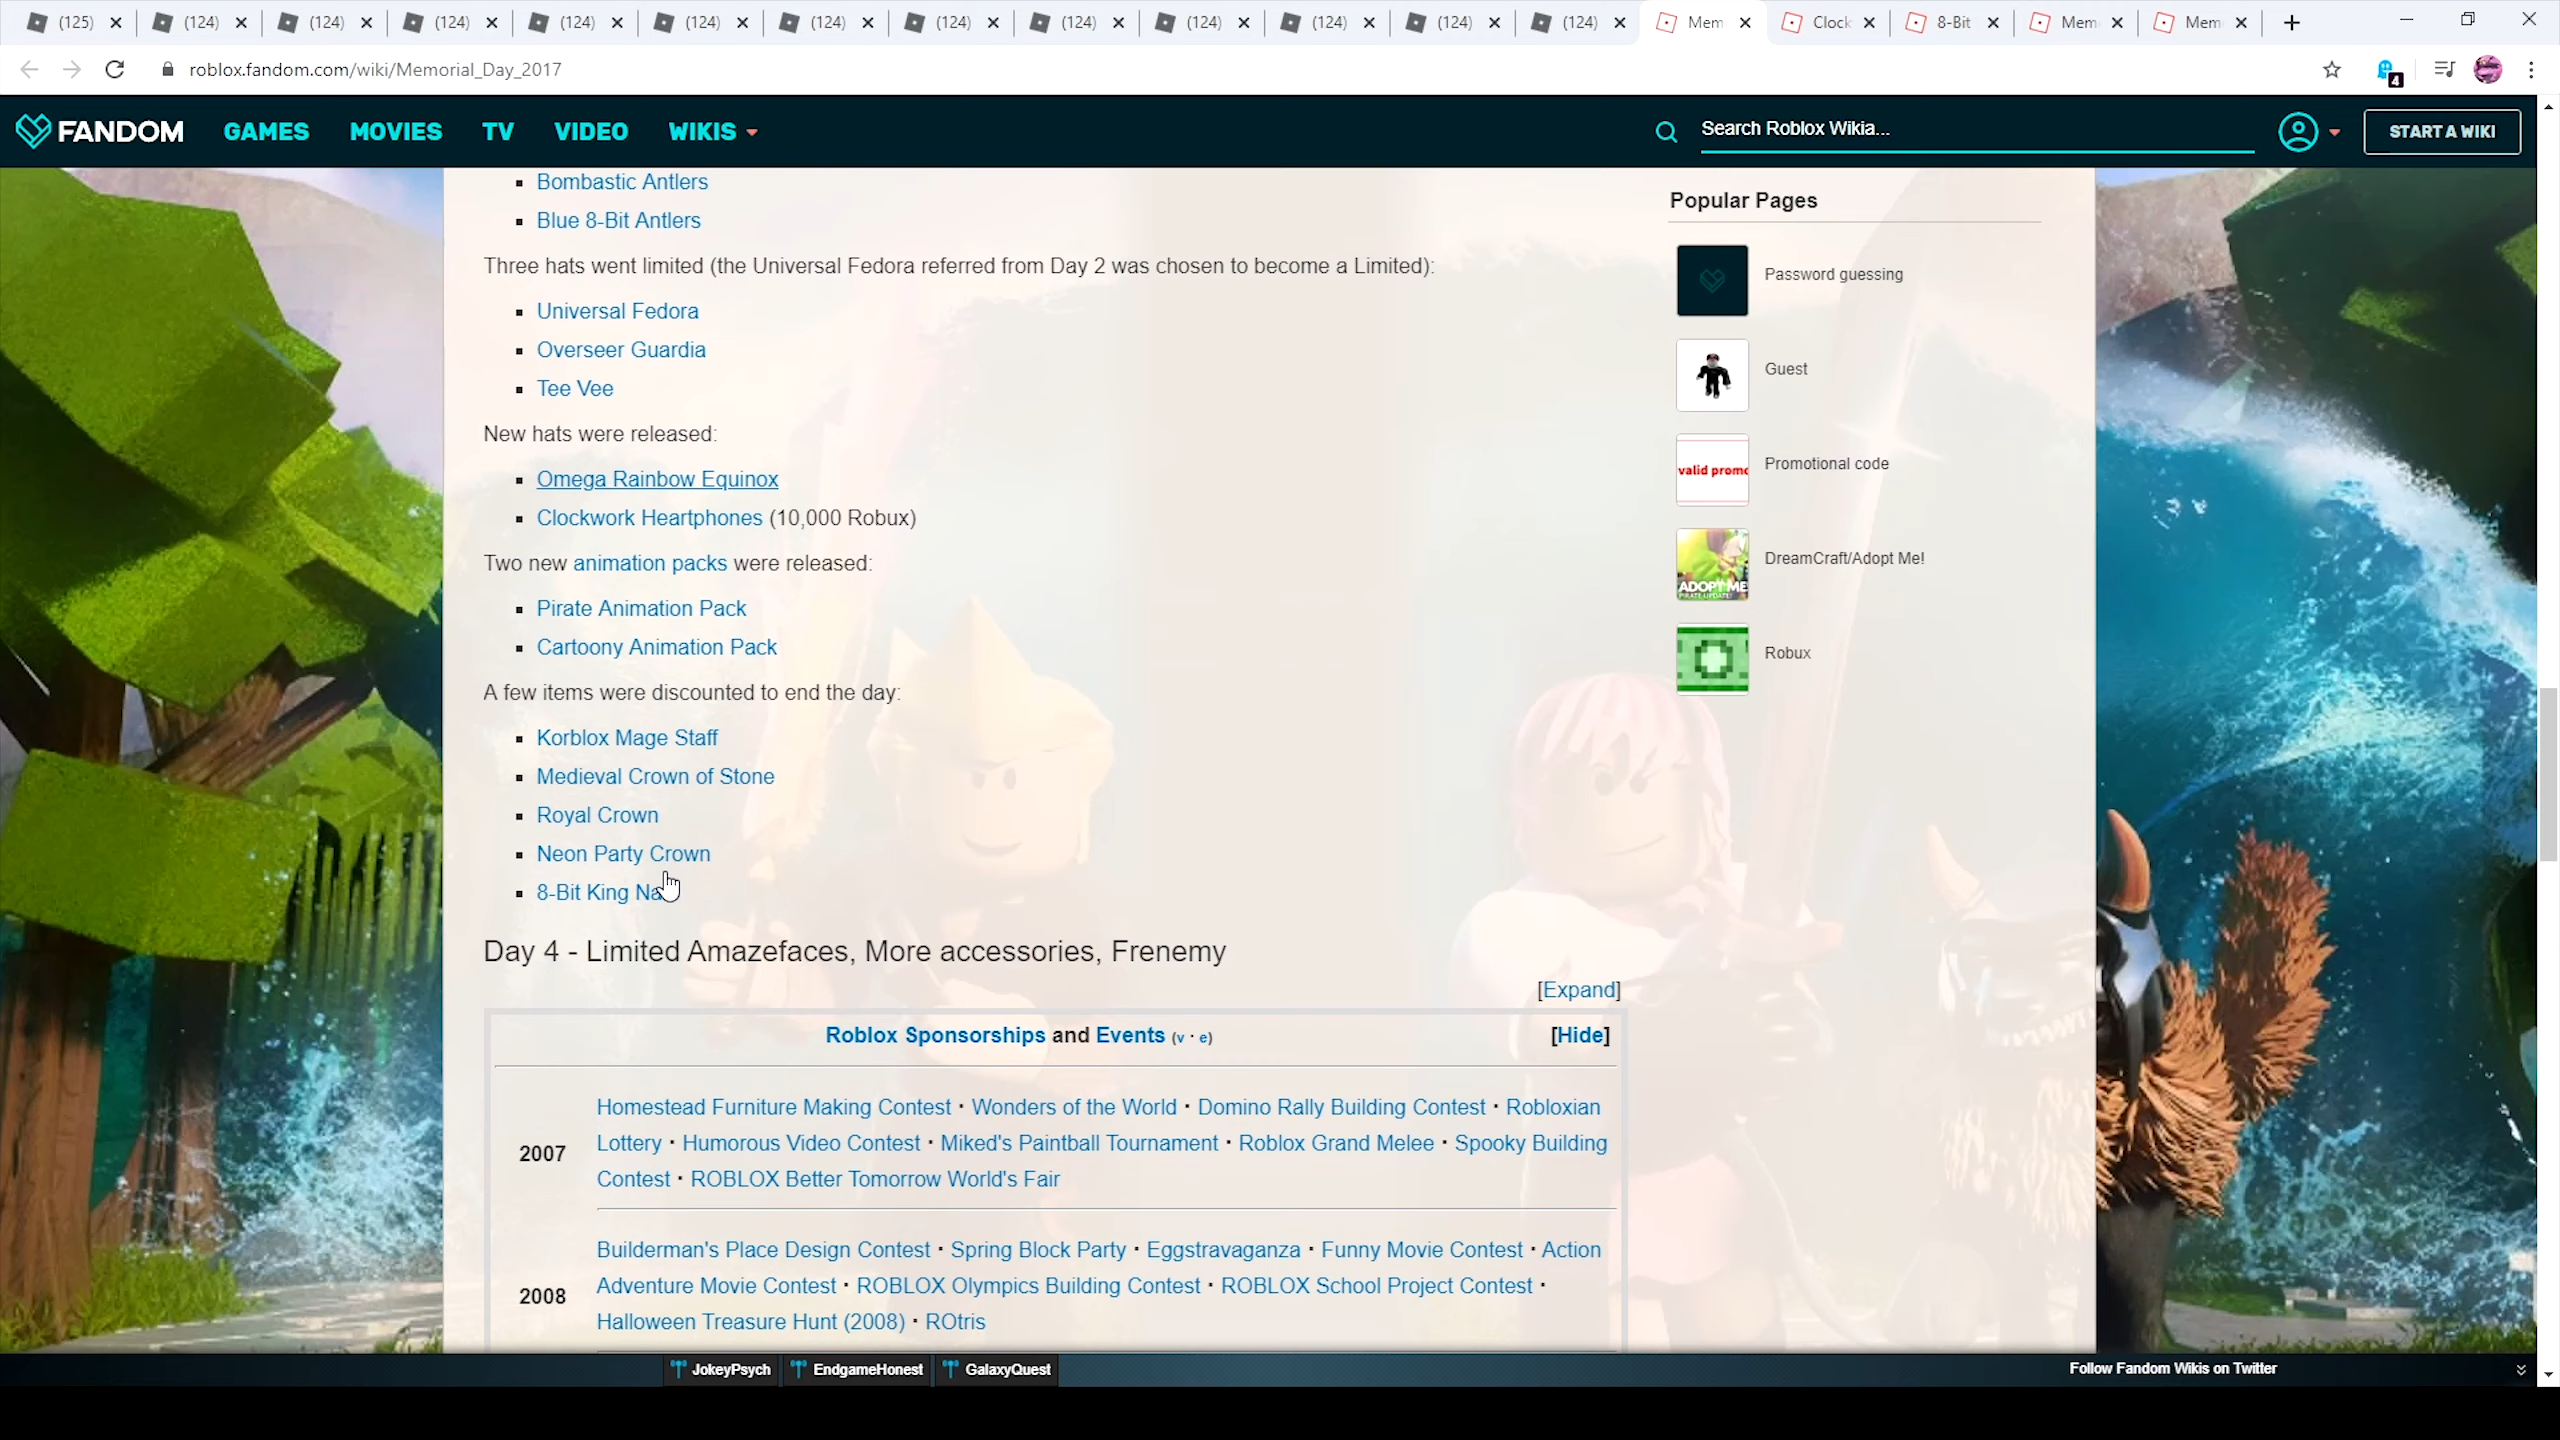 (125) (124) (124) (124) (124) (124) (124) (124) (124) (124) (124) (124) (124) Mem Clock 8-Bit Mem Mem
roblox.fandom.com/wiki/Memorial_Day_2017
4
FANDOM GAMES MOVIES TV VIDEO WIKIS Search Roblox Wikia... START A WIKI
Bombastic Antlers
Blue 8-Bit Antlers
Three hats went limited (the Universal Fedora referred from Day 2 was chosen to become a Limited):
Universal Fedora
Overseer Guardia
Tee Vee
New hats were released:
Omega Rainbow Equinox
Clockwork Heartphones (10,000 Robux)
Two new animation packs were released:
Pirate Animation Pack
Cartoony Animation Pack
A few items were discounted to end the day:
Korblox Mage Staff
Medieval Crown of Stone
Royal Crown
Neon Party Crown
8-Bit King
Day 4 - Limited Amazefaces, More accessories, Frenemy
[Expand]
Roblox Sponsorships and Events (v · e) [Hide]
2007
Homestead Furniture Making Contest · Wonders of the World · Domino Rally Building Contest · Robloxian
Lottery · Humorous Video Contest · Miked's Paintball Tournament · Roblox Grand Melee · Spooky Building
Contest · ROBLOX Better Tomorrow World's Fair
2008
Builderman's Place Design Contest · Spring Block Party · Eggstravaganza · Funny Movie Contest · Action
Adventure Movie Contest · ROBLOX Olympics Building Contest · ROBLOX School Project Contest ·
Halloween Treasure Hunt (2008) · ROtris
Popular Pages
Password guessing
Guest
valid promo
Promotional code
ADOPT ME
PIRATE UPDATE!
DreamCraft/Adopt Me!
Robux
JokeyPsych EndgameHonest GalaxyQuest Follow Fandom Wikis on Twitter